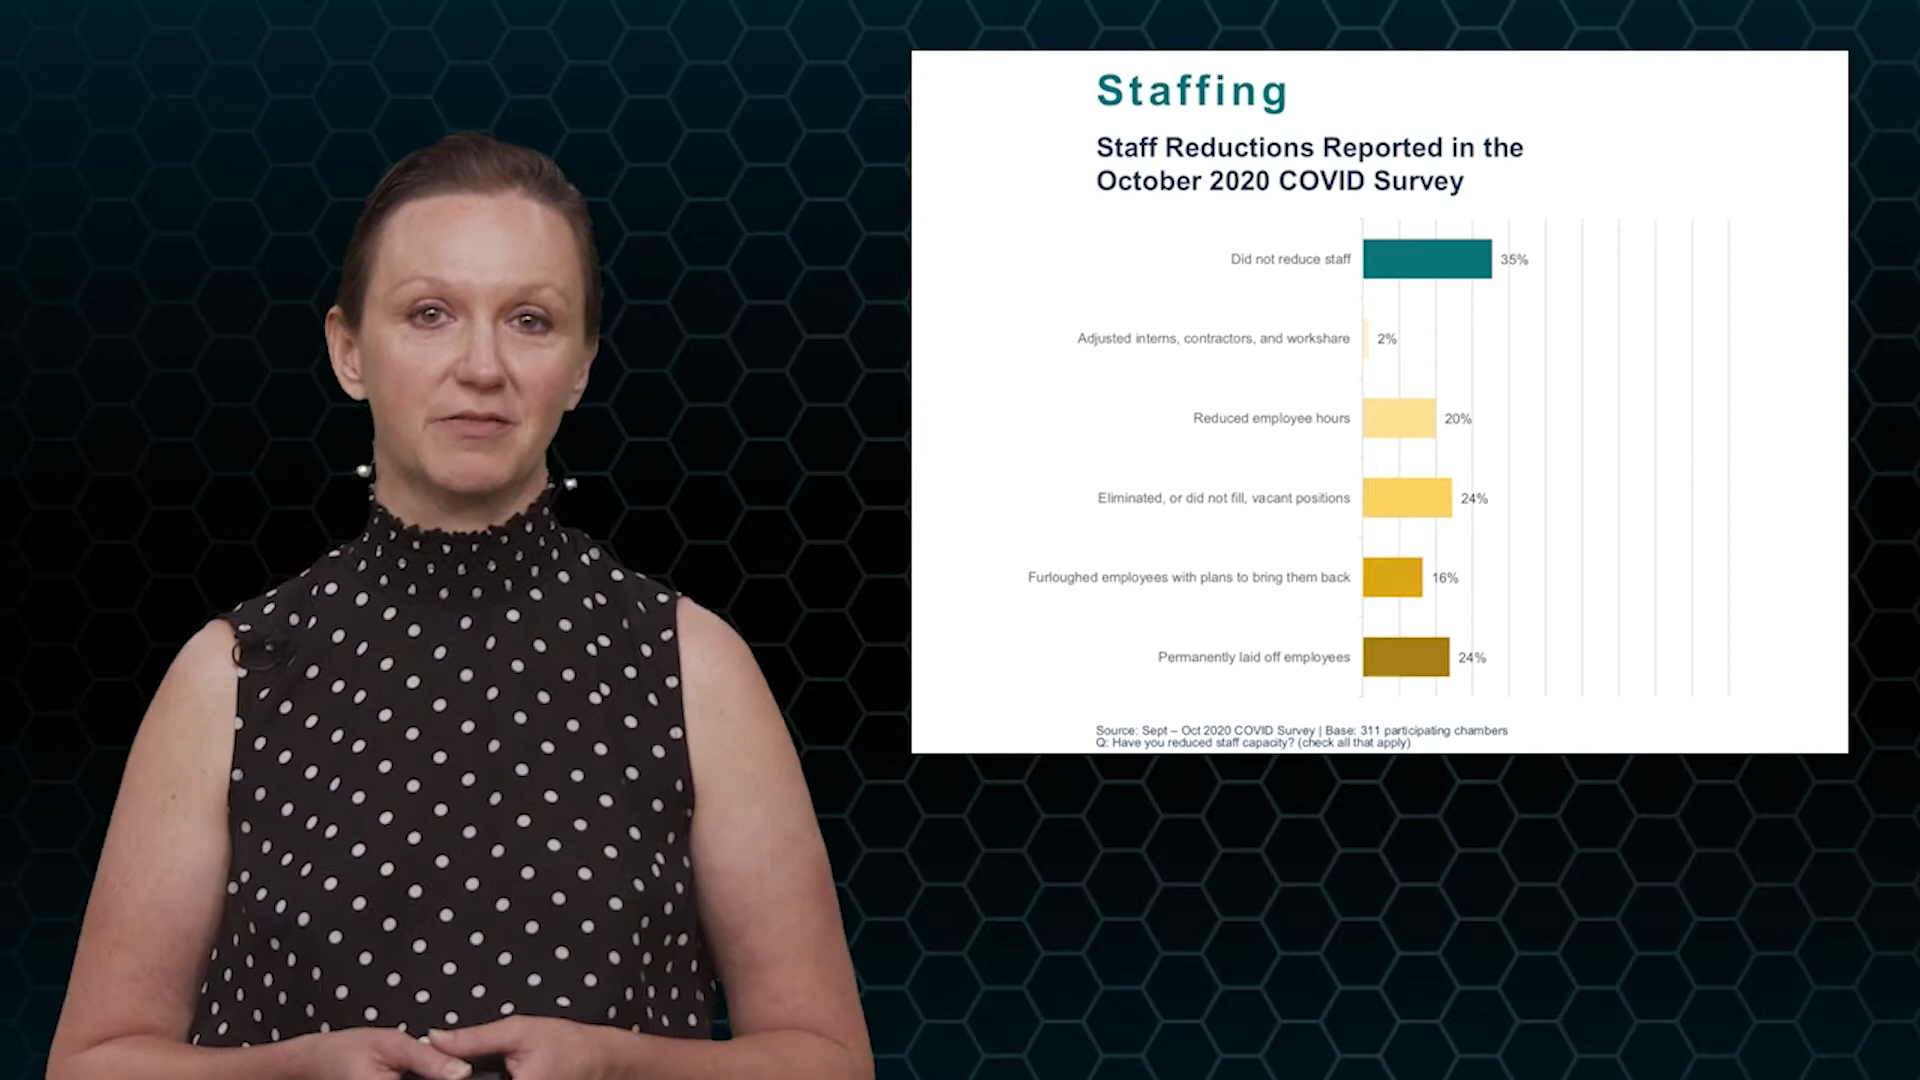 Staffing
Staff Reductions Reported in the
October 2020 COVID Survey
Did not reduce staff 35%
Adjusted interns, contractors, and workshare 2%
Reduced employee hours 20%
Eliminated, or did not fill, vacant positions 24%
Furloughed employees with plans to bring them back 16%
Permanently laid off employees 24%
Source: Sept – Oct 2020 COVID Survey | Base: 311 participating chambers
Q: Have you reduced staff capacity? (check all that apply)